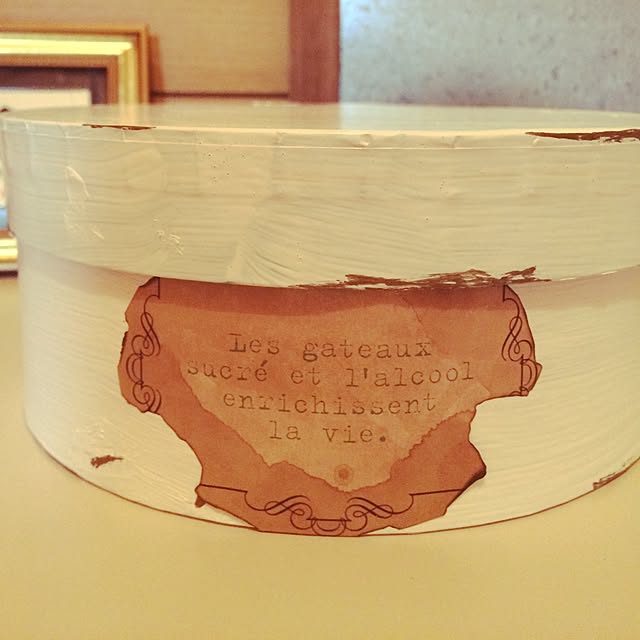 Les gateaux
sucré et l'alcool
enrichissent
la vie.